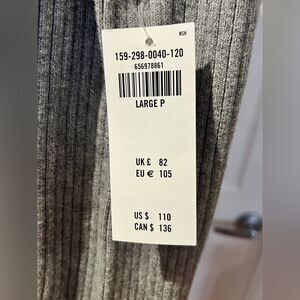 NSH
159-298-0040-120
656978861
LARGE P
UK £ 82
EU € 105
US $ 110
CAN $ 136